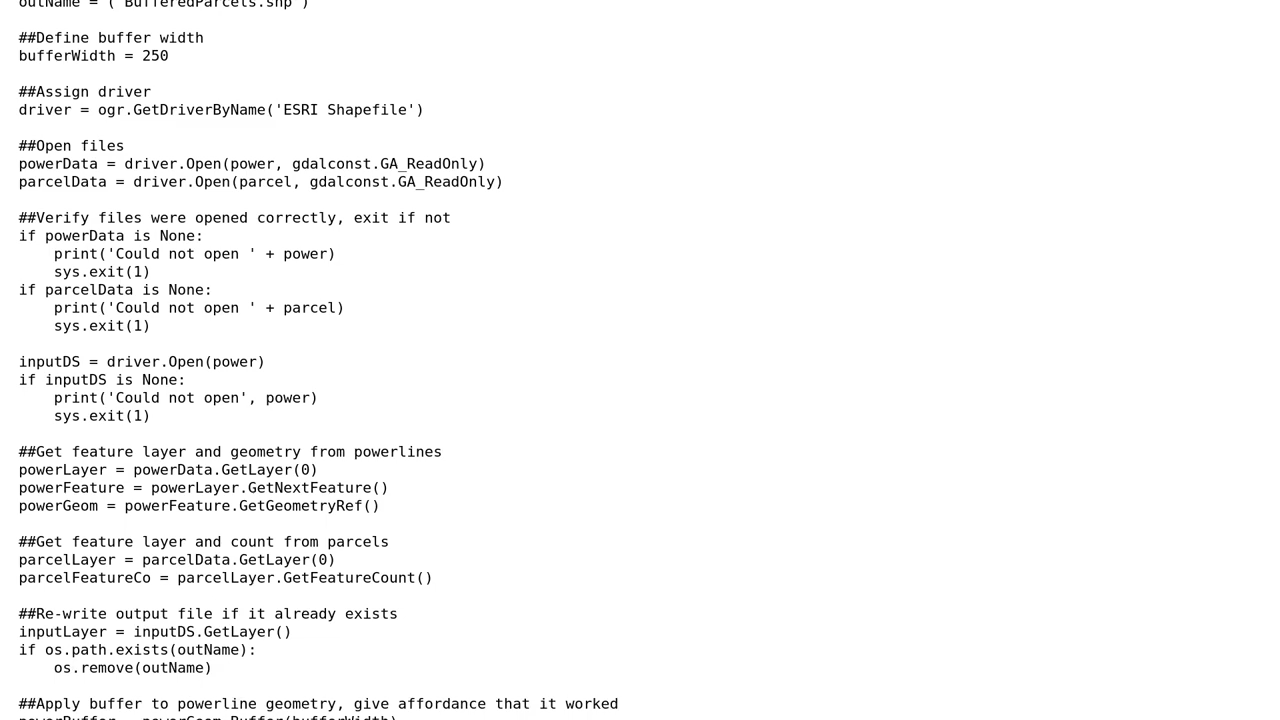 outName = ( BufferedParcels.shp )
##Define buffer width
bufferWidth = 250
##Assign driver
driver = ogr.GetDriverByName('ESRI Shapefile')
##Open files
powerData = driver.Open(power, gdalconst.GA_ReadOnly)
parcelData = driver.Open(parcel, gdalconst.GA_ReadOnly)
##Verify files were opened correctly, exit if not
if powerData is None:
    print('Could not open ' + power)
    sys.exit(1)
if parcelData is None:
    print('Could not open ' + parcel)
    sys.exit(1)
inputDS = driver.Open(power)
if inputDS is None:
    print('Could not open', power)
    sys.exit(1)
##Get feature layer and geometry from powerlines
powerLayer = powerData.GetLayer(0)
powerFeature = powerLayer.GetNextFeature()
powerGeom = powerFeature.GetGeometryRef()
##Get feature layer and count from parcels
parcelLayer = parcelData.GetLayer(0)
parcelFeatureCo = parcelLayer.GetFeatureCount()
##Re-write output file if it already exists
inputLayer = inputDS.GetLayer()
if os.path.exists(outName):
    os.remove(outName)
##Apply buffer to powerline geometry, give affordance that it worked
powerBuffer = powerGeom.Buffer(bufferWidth)